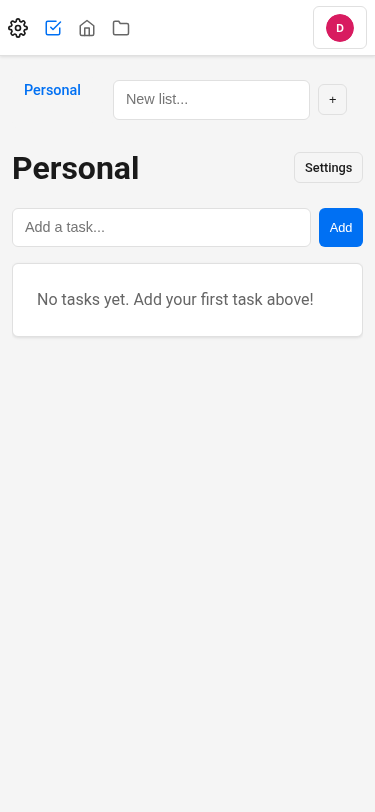 D
Personal
New list...
+
Personal
Settings
Add a task...
Add
No tasks yet. Add your first task above!